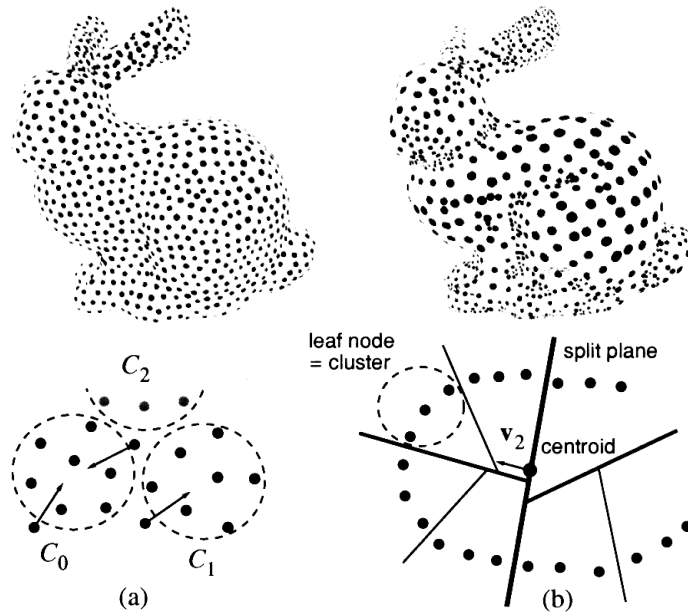 C₂
C₀
C₁
(a)
leaf node
= cluster
split plane
v₂
centroid
(b)